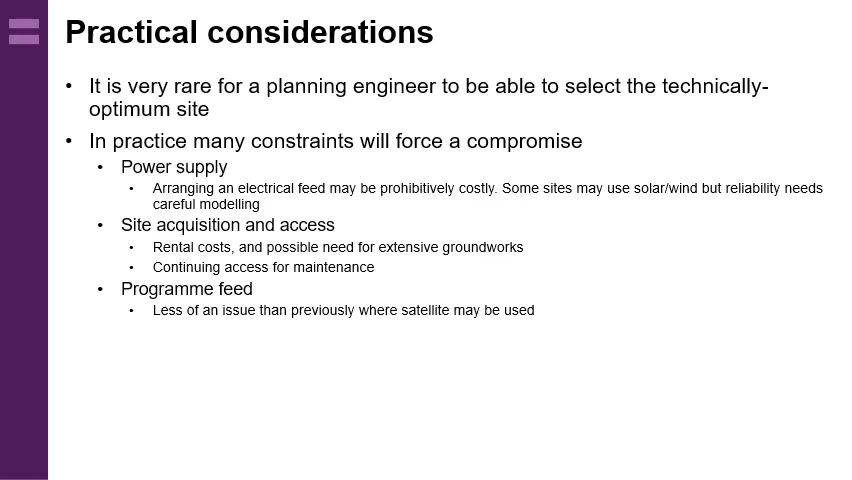 Practical considerations
• It is very rare for a planning engineer to be able to select the technically-
optimum site
• In practice many constraints will force a compromise
• Power supply
• Arranging an electrical feed may be prohibitively costly. Some sites may use solar/wind but reliability needs
careful modelling
• Site acquisition and access
• Rental costs, and possible need for extensive groundworks
• Continuing access for maintenance
• Programme feed
• Less of an issue than previously where satellite may be used